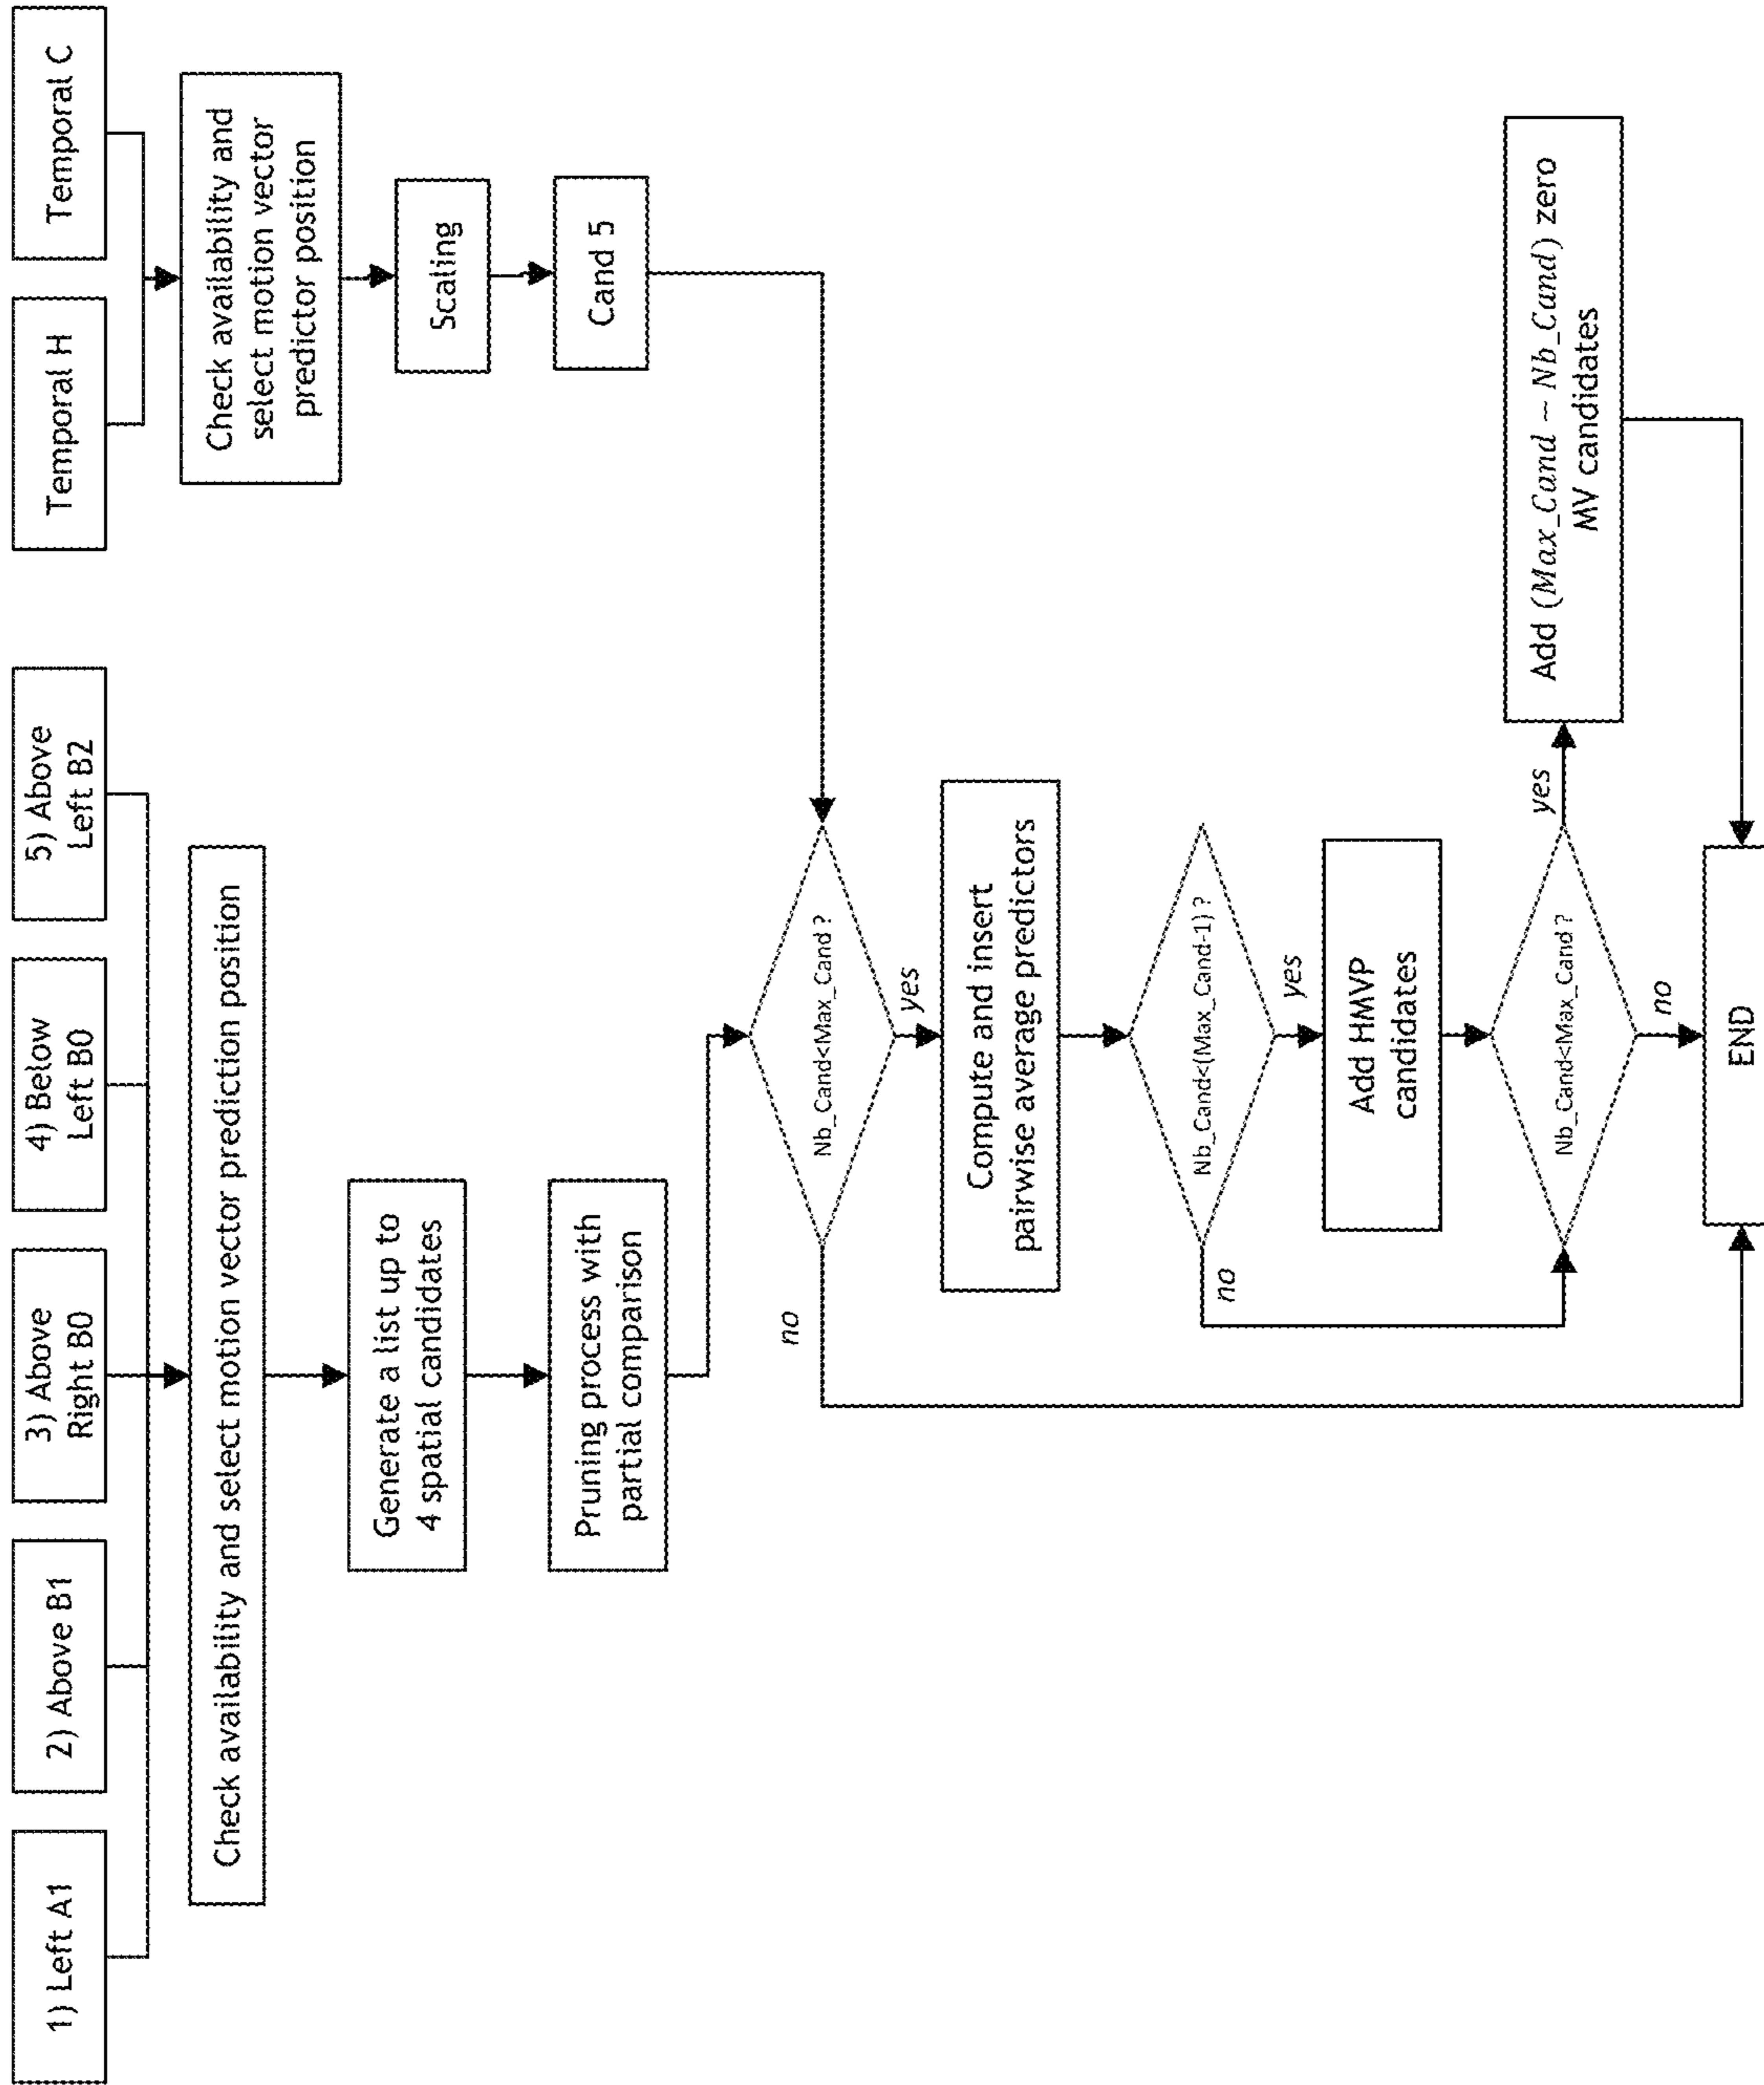 1) Left A1
2) Above B1
3) Above
Right B0
4) Below
Left B0
5) Above
Left B2
Temporal H
Temporal C
Check availability and select motion vector prediction position
Check availability and
select motion vector
predictor position
Generate a list up to
4 spatial candidates
Scaling
Pruning process with
partial comparison
Cand 5
Nb_Cand<Max_Cand ?
no
yes
Compute and insert
pairwise average predictors
Nb_Cand<(Max_Cand-1) ?
no
yes
Add HMVP
candidates
Nb_Cand<Max_Cand ?
yes
no
Add (Max_Cand − Nb_Cand) zero
MV candidates
END